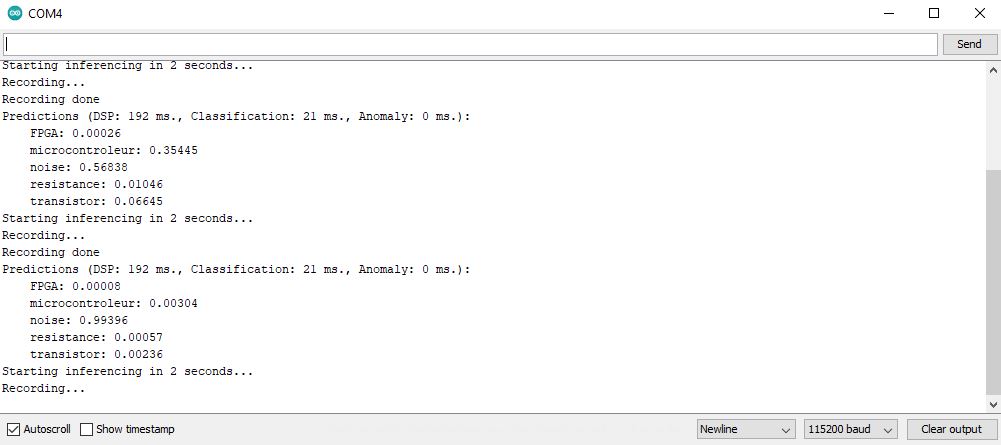 COM4
Send
Starting inferencing in 2 seconds...
Recording...
Recording done
Predictions (DSP: 192 ms., Classification: 21 ms., Anomaly: 0 ms.):
FPGA: 0.00026
microcontroleur: 0.35445
noise: 0.56838
resistance: 0.01046
transistor: 0.06645
Starting inferencing in 2 seconds...
Recording...
Recording done
Predictions (DSP: 192 ms., Classification: 21 ms., Anomaly: 0 ms.):
FPGA: 0.00008
microcontroleur: 0.00304
noise: 0.99396
resistance: 0.00057
transistor: 0.00236
Starting inferencing in 2 seconds...
Recording...
Autoscroll Show timestamp Newline 115200 baud Clear output